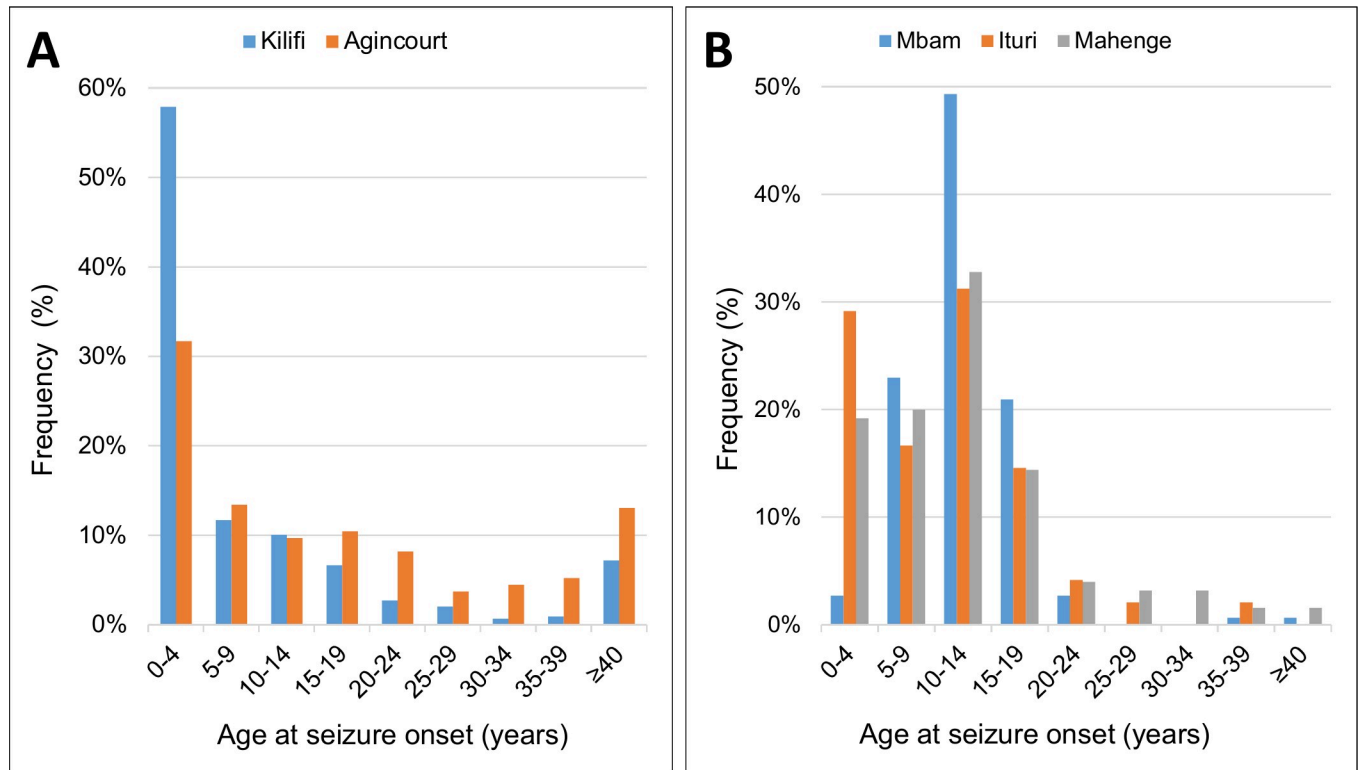 A
Kilifi Agincourt
60%
50%
40%
30%
20%
10%
0%
Frequency (%)
0-4 5-9 10-14 15-19 20-24 25-29 30-34 35-39 ≥40
Age at seizure onset (years)
B
Mbam Ituri Mahenge
50%
40%
30%
20%
10%
0%
Frequency (%)
0-4 5-9 10-14 15-19 20-24 25-29 30-34 35-39 ≥40
Age at seizure onset (years)